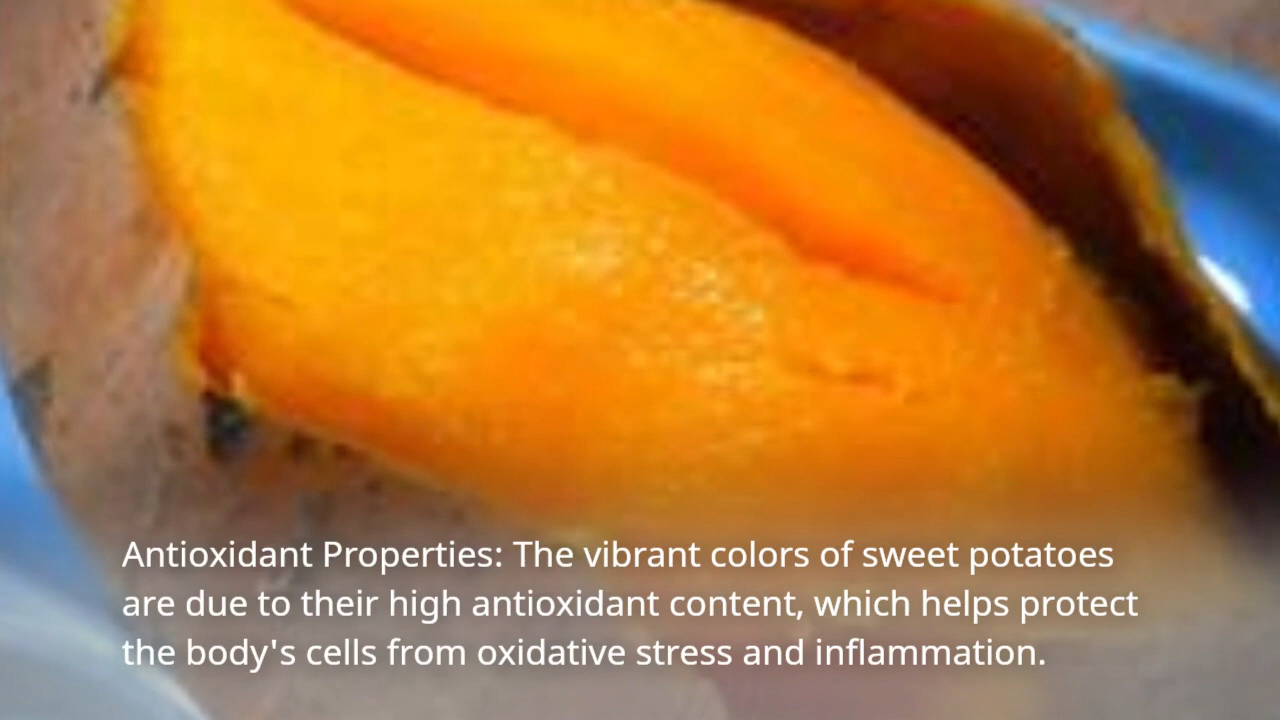 Antioxidant Properties: The vibrant colors of sweet potatoes
are due to their high antioxidant content, which helps protect
the body's cells from oxidative stress and inflammation.